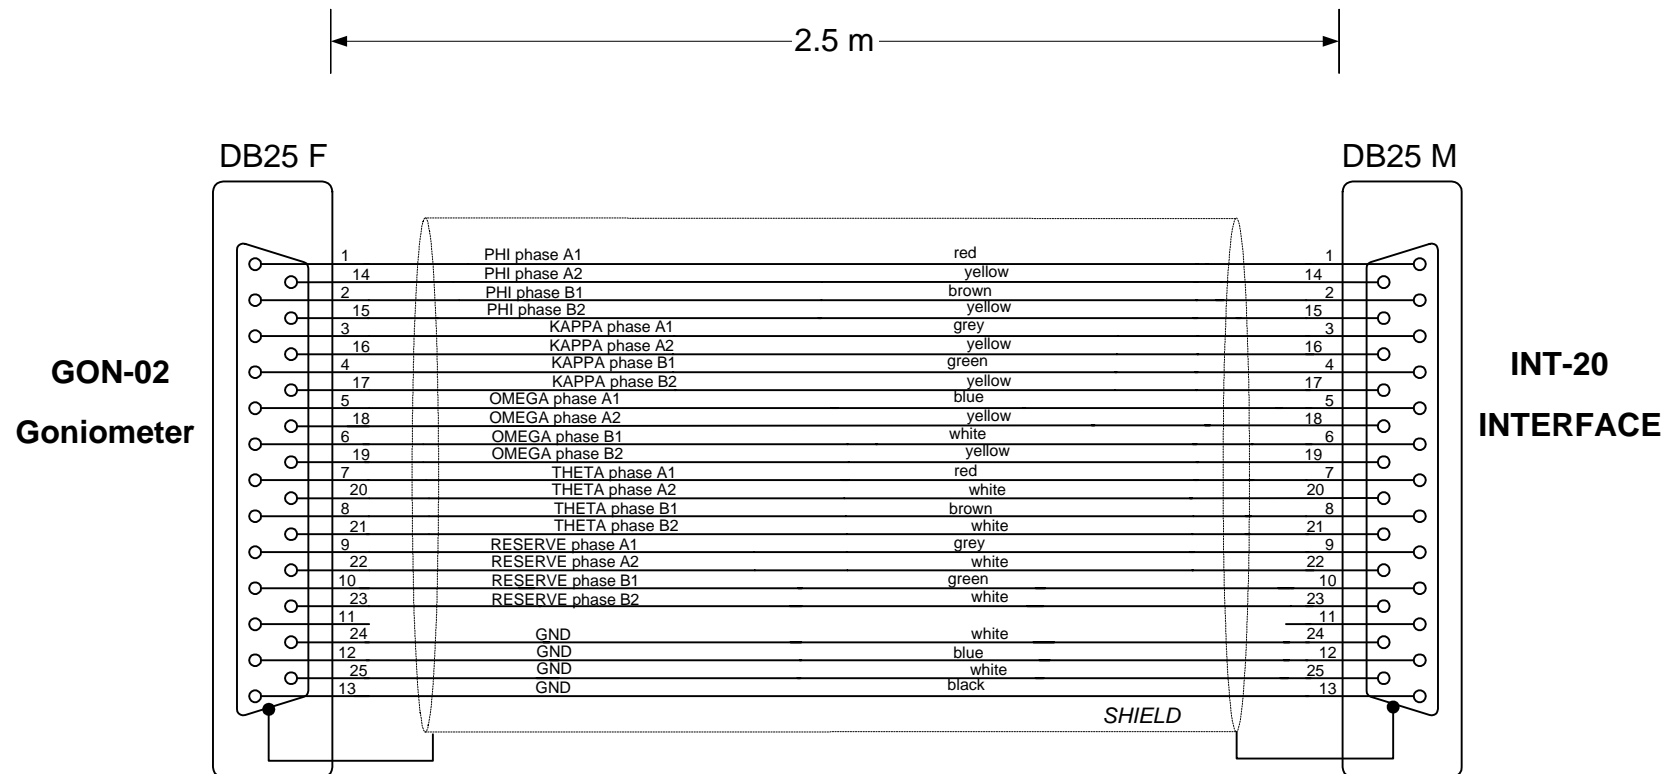 2.5 m
DB25 F
DB25 M
GON-02
Goniometer
INT-20
INTERFACE
1 PHI phase A1 red 1
14 PHI phase A2 yellow 14
2 PHI phase B1 brown 2
15 PHI phase B2 yellow 15
3 KAPPA phase A1 grey 3
16 KAPPA phase A2 yellow 16
4 KAPPA phase B1 green 4
17 KAPPA phase B2 yellow 17
5 OMEGA phase A1 blue 5
18 OMEGA phase A2 yellow 18
6 OMEGA phase B1 white 6
19 OMEGA phase B2 yellow 19
7 THETA phase A1 red 7
20 THETA phase A2 white 20
8 THETA phase B1 brown 8
21 THETA phase B2 white 21
9 RESERVE phase A1 grey 9
22 RESERVE phase A2 white 22
10 RESERVE phase B1 green 10
23 RESERVE phase B2 white 23
11 11
24 GND white 24
12 GND blue 12
25 GND white 25
13 GND black 13
SHIELD